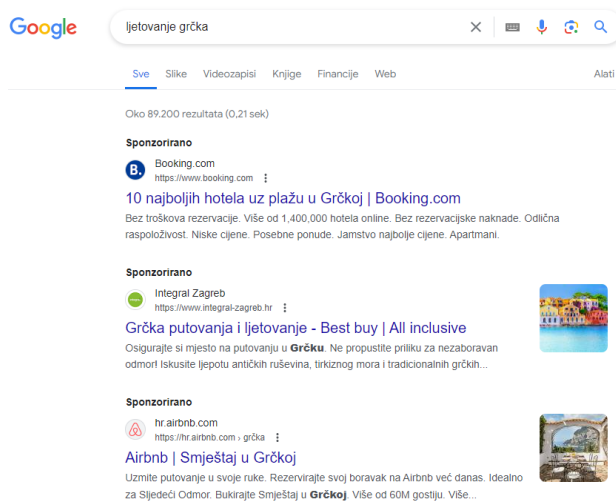 Google
ljetovanje grčka
Sve Slike Videozapisi Knjige Financije Web Alati
Oko 89.200 rezultata (0,21 sek)
Sponzorirano
B.
Booking.com
https://www.booking.com
10 najboljih hotela uz plažu u Grčkoj | Booking.com
Bez troškova rezervacije. Više od 1,400,000 hotela online. Bez rezervacijske naknade. Odlična
raspoloživost. Niske cijene. Posebne ponude. Jamstvo najbolje cijene. Apartmani.
Sponzorirano
Integral Zagreb
https://www.integral-zagreb.hr
Grčka putovanja i ljetovanje - Best buy | All inclusive
Osigurajte si mjesto na putovanju u Grčku. Ne propustite priliku za nezaboravan
odmor! Iskusite ljepotu antičkih ruševina, tirkiznog mora i tradicionalnih grčkih...
Sponzorirano
hr.airbnb.com
https://hr.airbnb.com › grčka
Airbnb | Smještaj u Grčkoj
Uzmite putovanje u svoje ruke. Rezervirajte svoj boravak na Airbnb već danas. Idealno
za Sljedeći Odmor. Bukirajte Smještaj u Grčkoj. Više od 60M gostiju. Više...